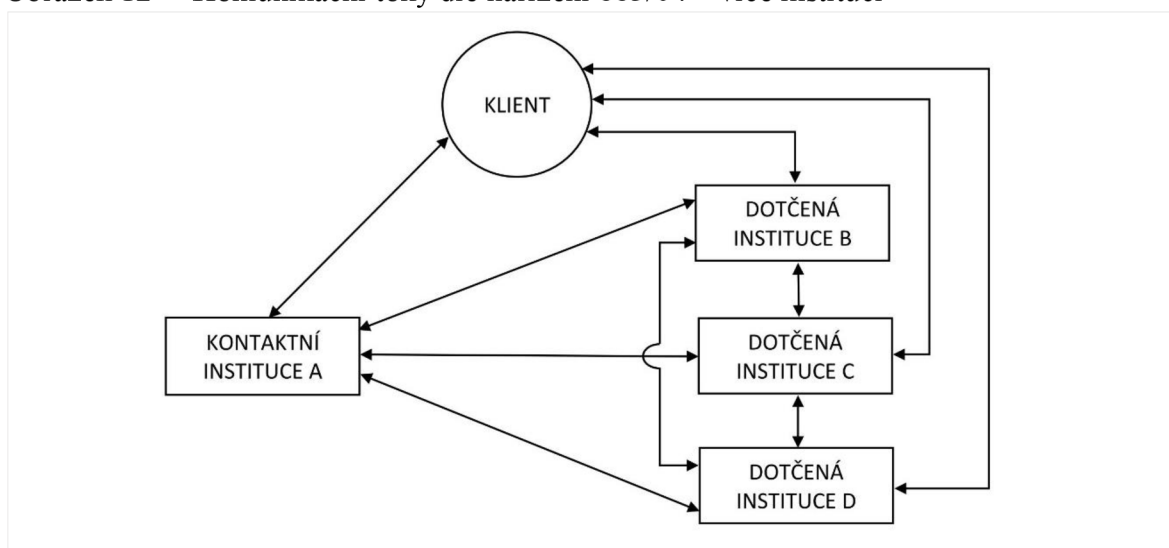 KLIENT
DOTČENÁ
INSTITUCE B
KONTAKTNÍ
INSTITUCE A
DOTČENÁ
INSTITUCE C
DOTČENÁ
INSTITUCE D